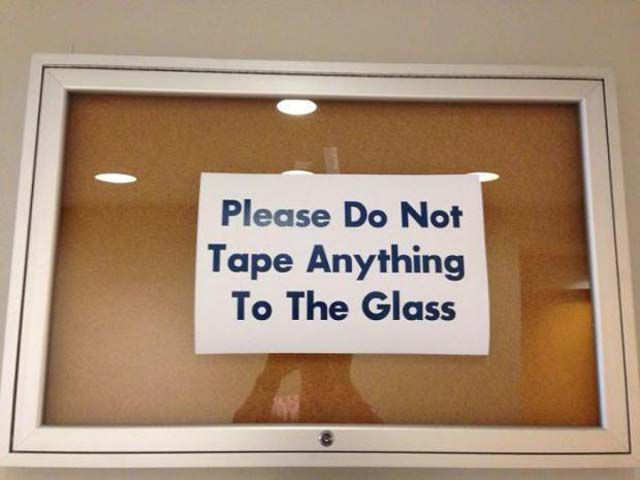 Please Do Not
Tape Anything
To The Glass